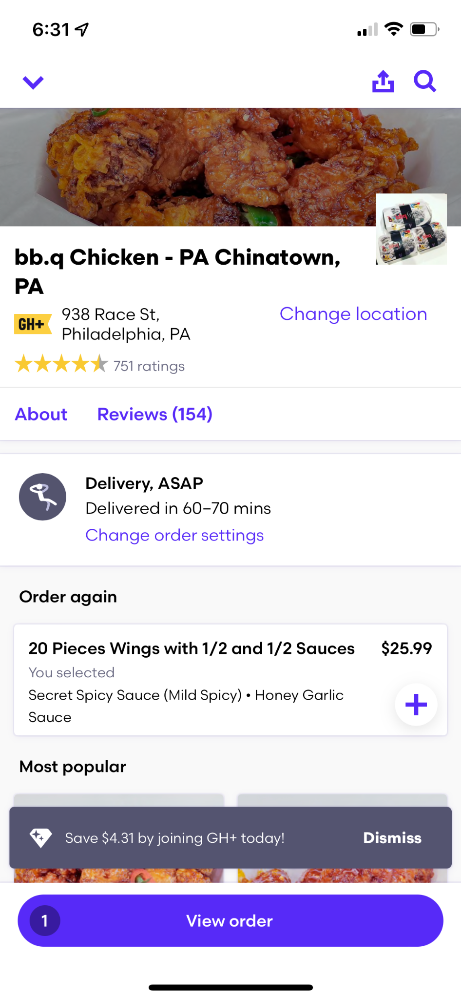 6:31
bb.q Chicken - PA Chinatown,
PA
GH+
938 Race St,
Philadelphia, PA
Change location
751 ratings
About
Reviews (154)
Delivery, ASAP
Delivered in 60–70 mins
Change order settings
Order again
20 Pieces Wings with 1/2 and 1/2 Sauces
$25.99
You selected
Secret Spicy Sauce (Mild Spicy) • Honey Garlic
Sauce
Most popular
Save $4.31 by joining GH+ today!
Dismiss
1
View order